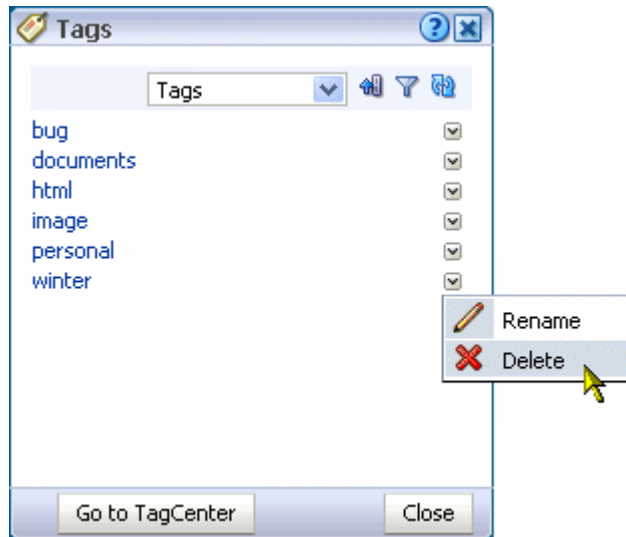 Tags
Tags
bug
documents
html
image
personal
winter
Rename
Delete
Go to TagCenter
Close